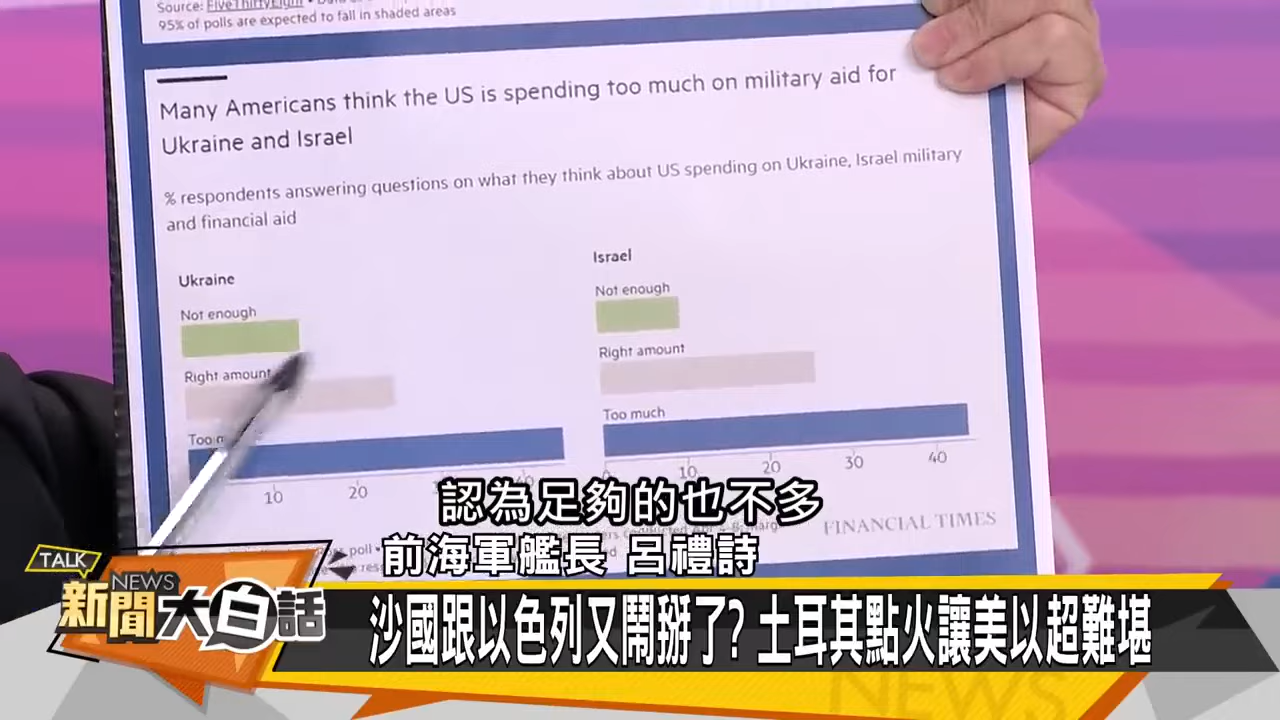 Source: FiveThirtyEight •
95% of polls are expected to fall in shaded areas
Many Americans think the US is spending too much on military aid for
Ukraine and Israel
% respondents answering questions on what they think about US spending on Ukraine, Israel military
and financial aid
Ukraine
Not enough
Right amount
Too
10 20
Israel
Not enough
Right amount
Too much
0 10 20 30 40
poll •
FINANCIAL TIMES
認為足夠的也不多
前海軍艦長 呂禮詩
TALK
NEWS
新聞大白話
沙國跟以色列又鬧掰了? 土耳其點火讓美以超難堪
NEWS